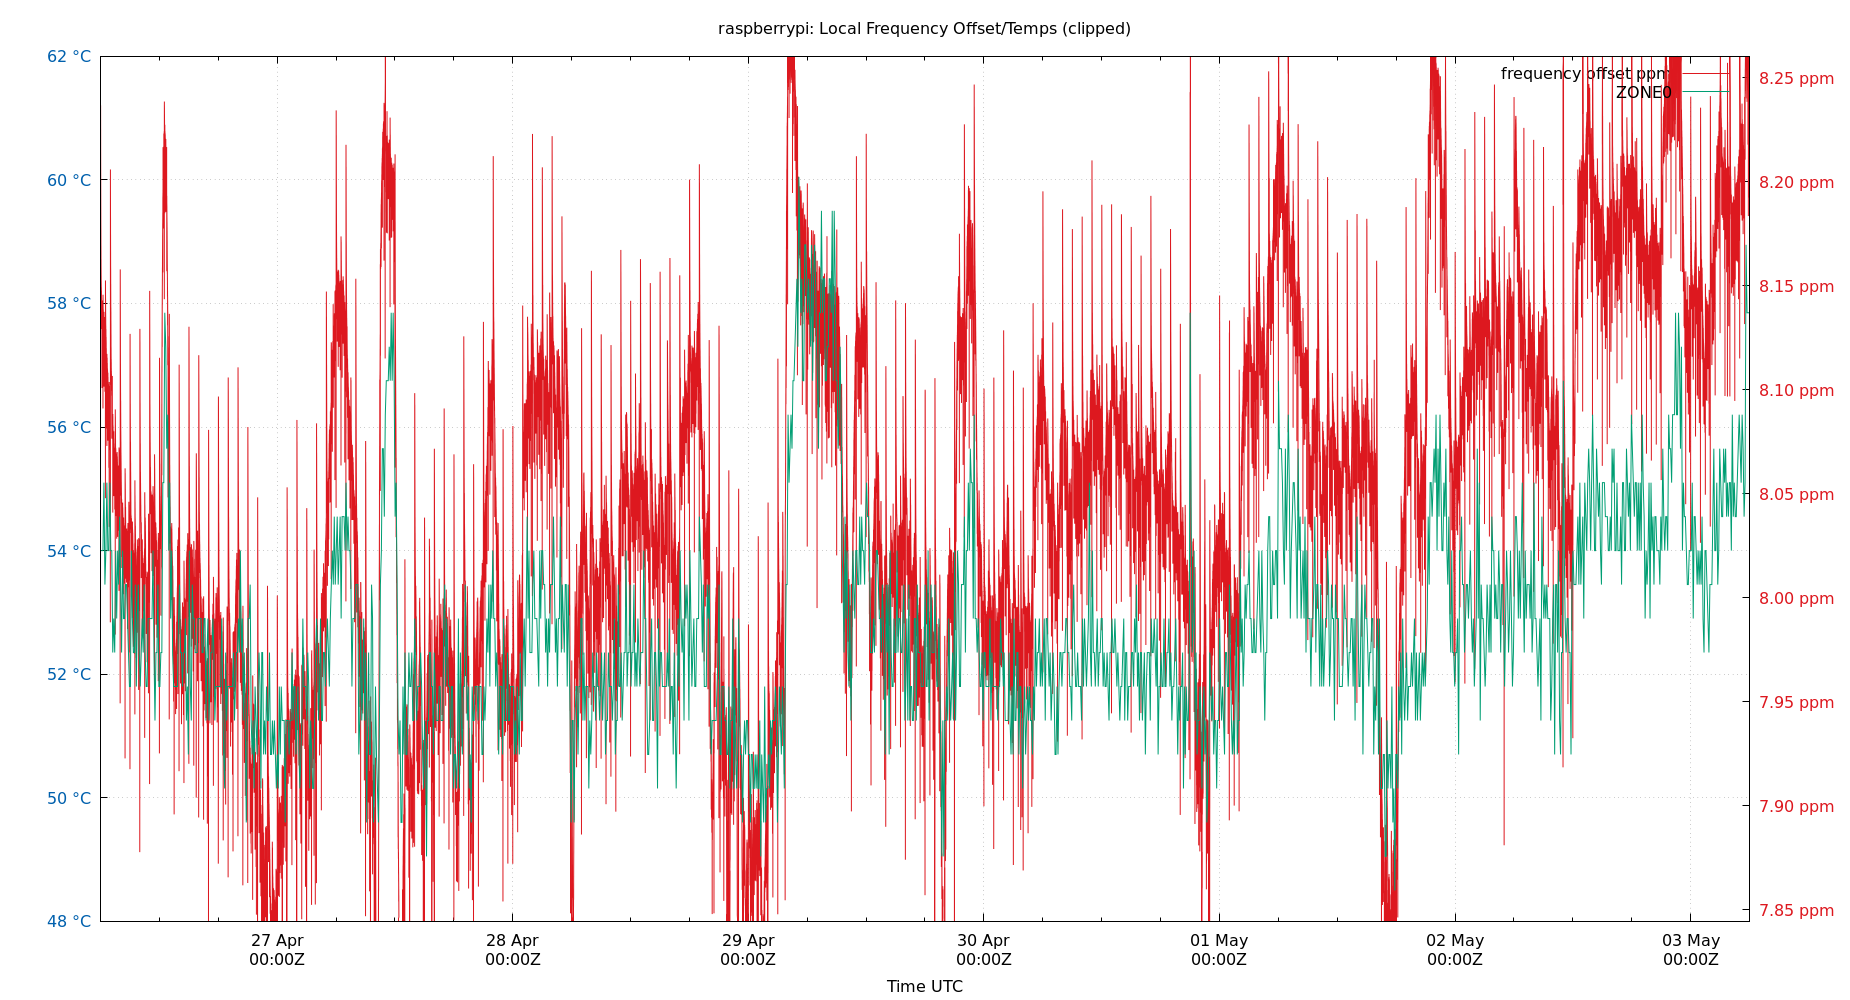 raspberrypi: Local Frequency Offset/Temps (clipped)
frequency offset ppm
ZONE0
62 °C
60 °C
58 °C
56 °C
54 °C
52 °C
50 °C
48 °C
8.25 ppm
8.20 ppm
8.15 ppm
8.10 ppm
8.05 ppm
8.00 ppm
7.95 ppm
7.90 ppm
7.85 ppm
27 Apr
00:00Z
28 Apr
00:00Z
29 Apr
00:00Z
30 Apr
00:00Z
01 May
00:00Z
02 May
00:00Z
03 May
00:00Z
Time UTC